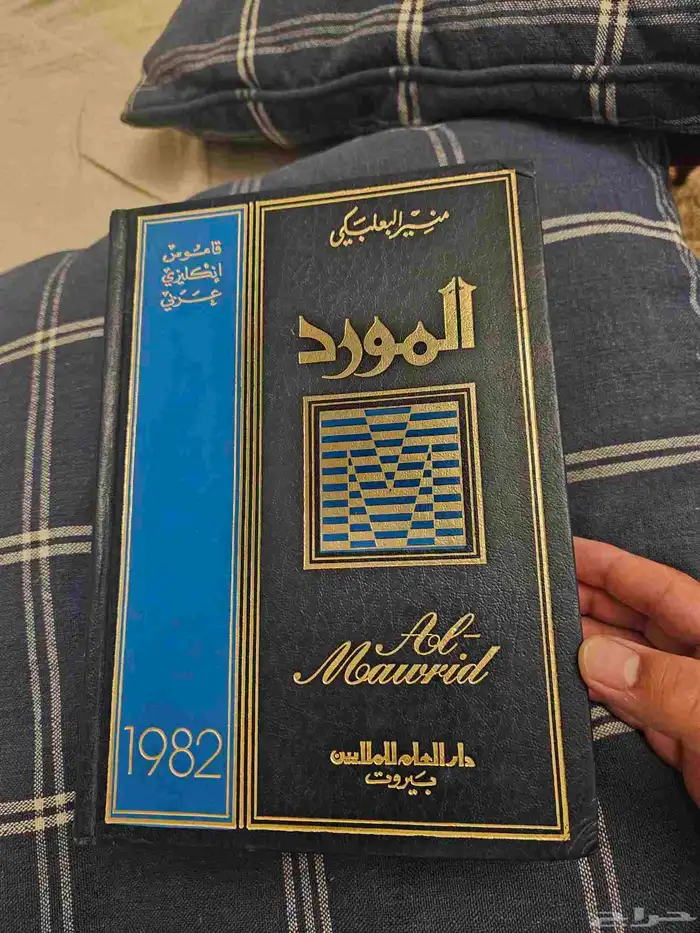 منير البعلبكي
قاموس
إنكليزي
عربي
المورد
M
Al-
Mawrid
1982
دار العلم للملايين
بيروت
حراج